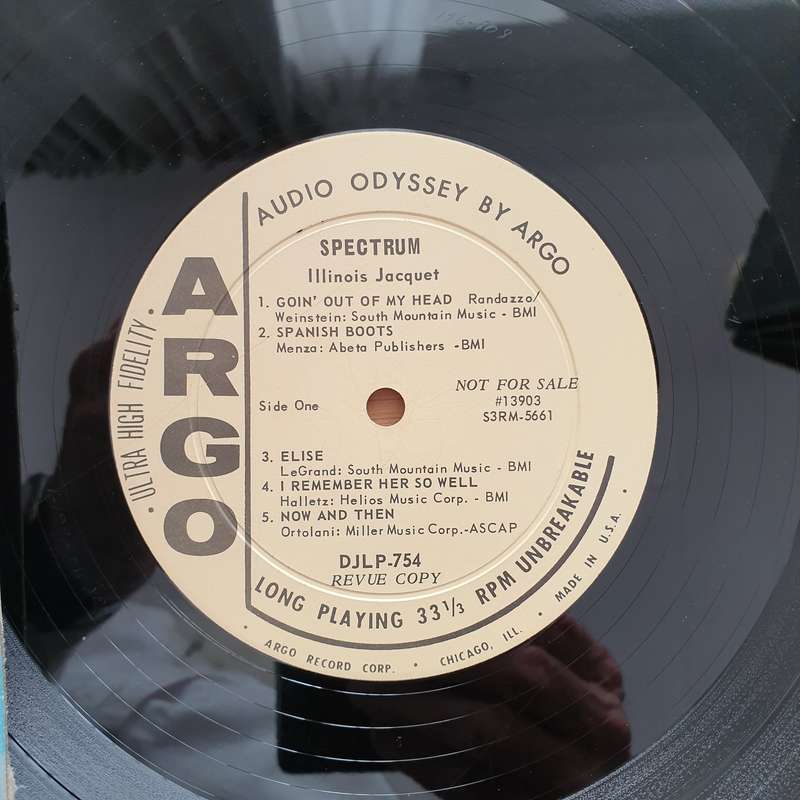 AUDIO ODYSSEY BY ARGO
ARGO
· ULTRA HIGH FIDELITY ·
SPECTRUM
Illinois Jacquet
1. GOIN' OUT OF MY HEAD Randazzo/
Weinstein: South Mountain Music - BMI
2. SPANISH BOOTS
Menza: Abeta Publishers -BMI
NOT FOR SALE
Side One
#13903
S3RM-5661
3. ELISE
LeGrand: South Mountain Music - BMI
4. I REMEMBER HER SO WELL
Halletz: Helios Music Corp. - BMI
5. NOW AND THEN
Ortolani: Miller Music Corp.-ASCAP
DJLP-754
REVUE COPY
LONG PLAYING 33 1/3 RPM UNBREAKABLE
· ARGO RECORD CORP. · CHICAGO, ILL. · MADE IN U.S.A. ·